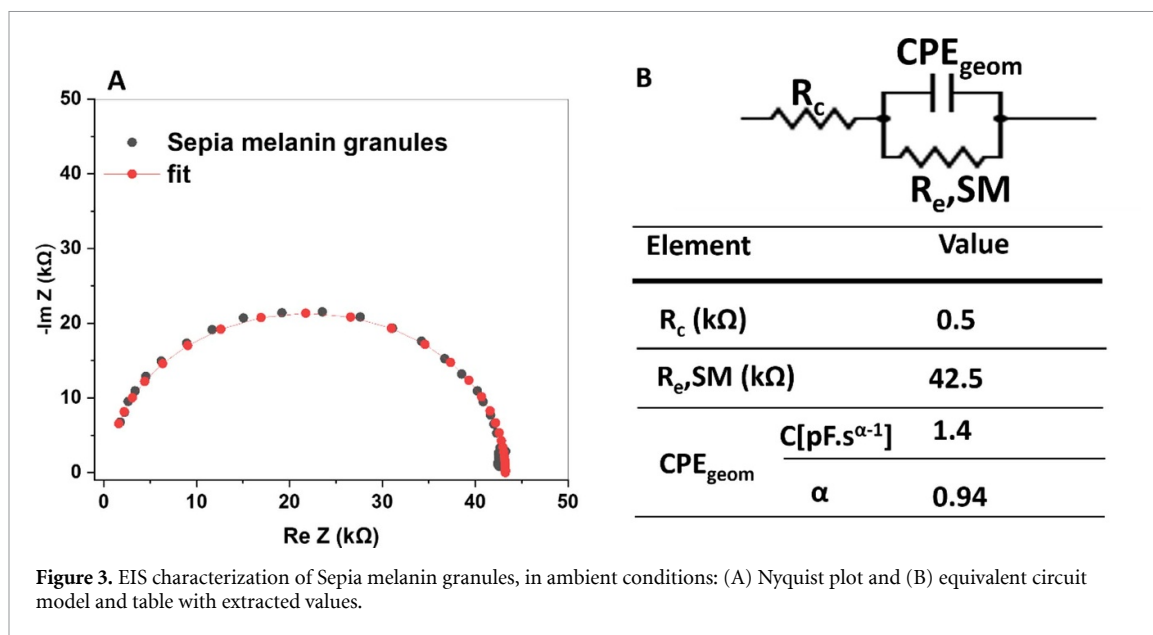 A
50
40
30
20
10
0
-Im Z (kΩ)
Sepia melanin granules
fit
0 10 20 30 40 50
Re Z (kΩ)
B
CPEgeom
Rc
Re,SM
Element Value
Rc (kΩ) 0.5
Re,SM (kΩ) 42.5
CPEgeom C[pF.s^α-1] 1.4
α 0.94
Figure 3. EIS characterization of Sepia melanin granules, in ambient conditions: (A) Nyquist plot and (B) equivalent circuit
model and table with extracted values.